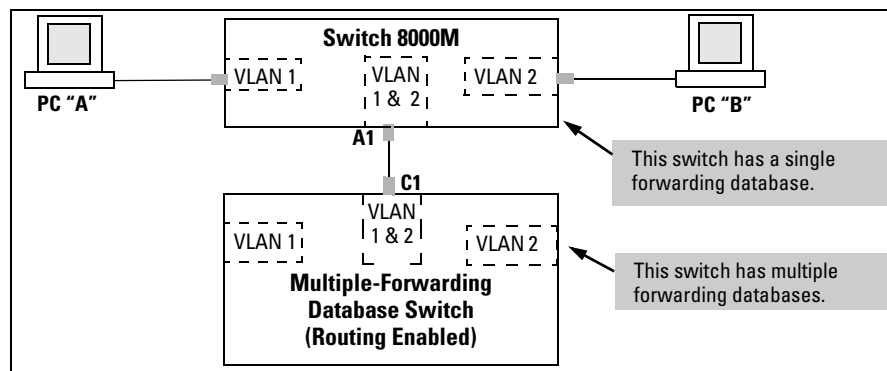 Switch 8000M
VLAN 1
VLAN
1 & 2
VLAN 2
PC “A”
PC “B”
A1
This switch has a single
forwarding database.
C1
VLAN
1 & 2
VLAN 1
VLAN 2
Multiple-Forwarding
Database Switch
(Routing Enabled)
This switch has multiple
forwarding databases.